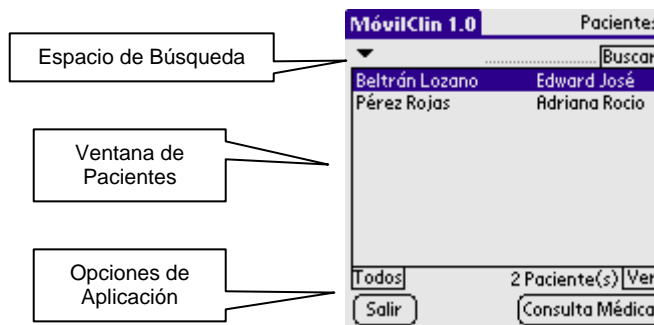 MóvilClin 1.0 Pacientes
Espacio de Búsqueda
Buscar
Beltrán Lozano Edward José
Pérez Rojas Adriana Rocio
Ventana de
Pacientes
Opciones de
Aplicación
Todos 2 Paciente(s) Ver
Salir Consulta Médica